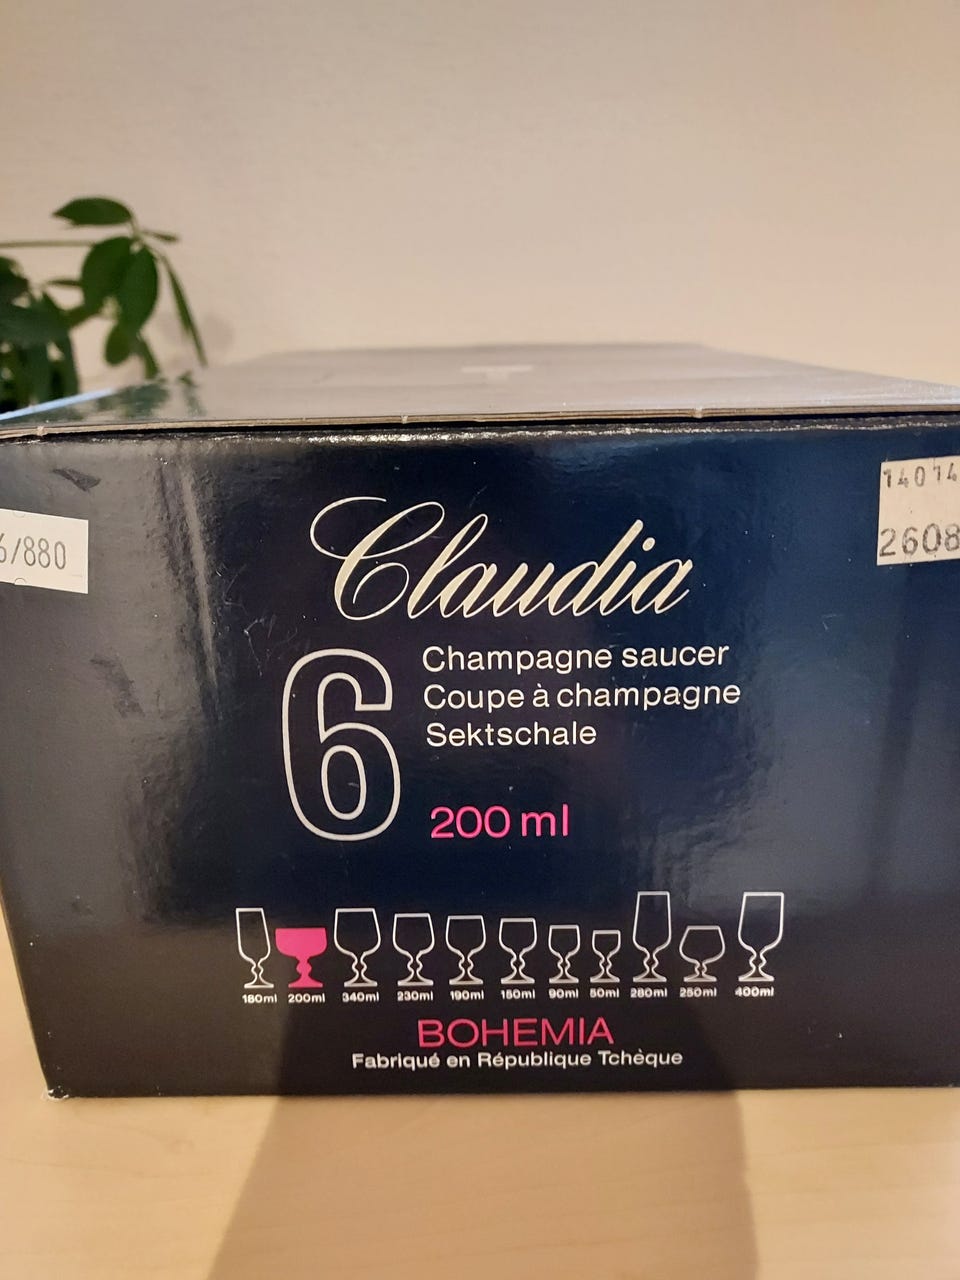 14014
2608
6/880
Claudia
6
Champagne saucer
Coupe à champagne
Sektschale
200 ml
180ml 200ml 340ml 230ml 190ml 150ml 90ml 50ml 280ml 250ml 400ml
BOHEMIA
Fabriqué en République Tchèque